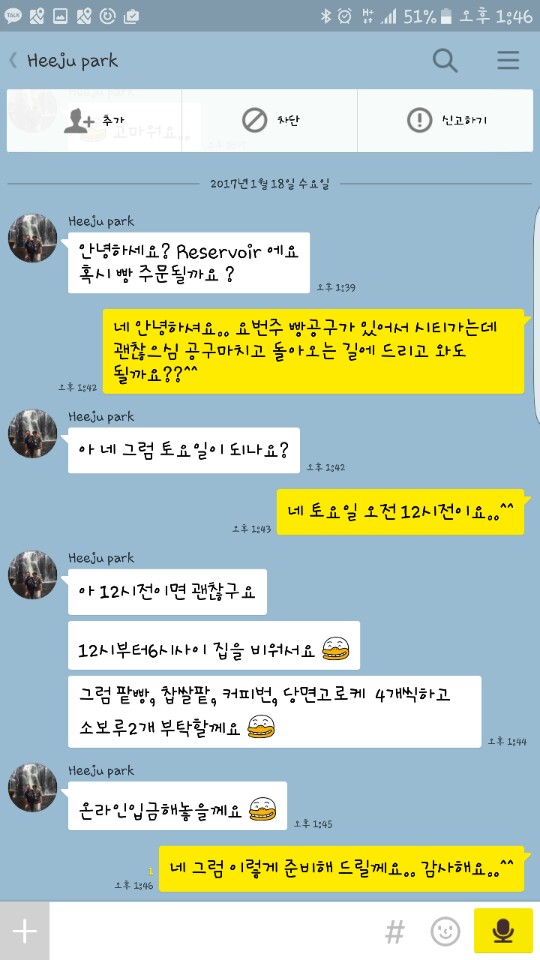 TALK H+ 51% 오후 1:46
Heeju park
Heeju park
고마워요..
추가
차단
신고하기
2017년 1월 18일 수요일
Heeju park
안녕하세요? Reservoir 에요
혹시 빵 주문될까요 ?
오후 1:39
네 안녕하셔요.. 요번주 빵공구가 있어서 시티가는데
괜찮으심 공구마치고 돌아오는 길에 드리고 와도
될까요??^^
오후 1:42
Heeju park
아 네 그럼 토요일이 되나요?
오후 1:42
네 토요일 오전 12시전이요..^^
오후 1:43
Heeju park
아 12시전이면 괜찮구요
12시부터6시사이 집을 비워서요
그럼 팥빵, 찹쌀팥, 커피번, 당면고로케 4개씩하고
소보루2개 부탁할께요
오후 1:44
Heeju park
온라인입금해놓을께요
오후 1:45
네 그럼 이렇게 준비해 드릴께요.. 감사해요..^^
1
오후 1:46
#